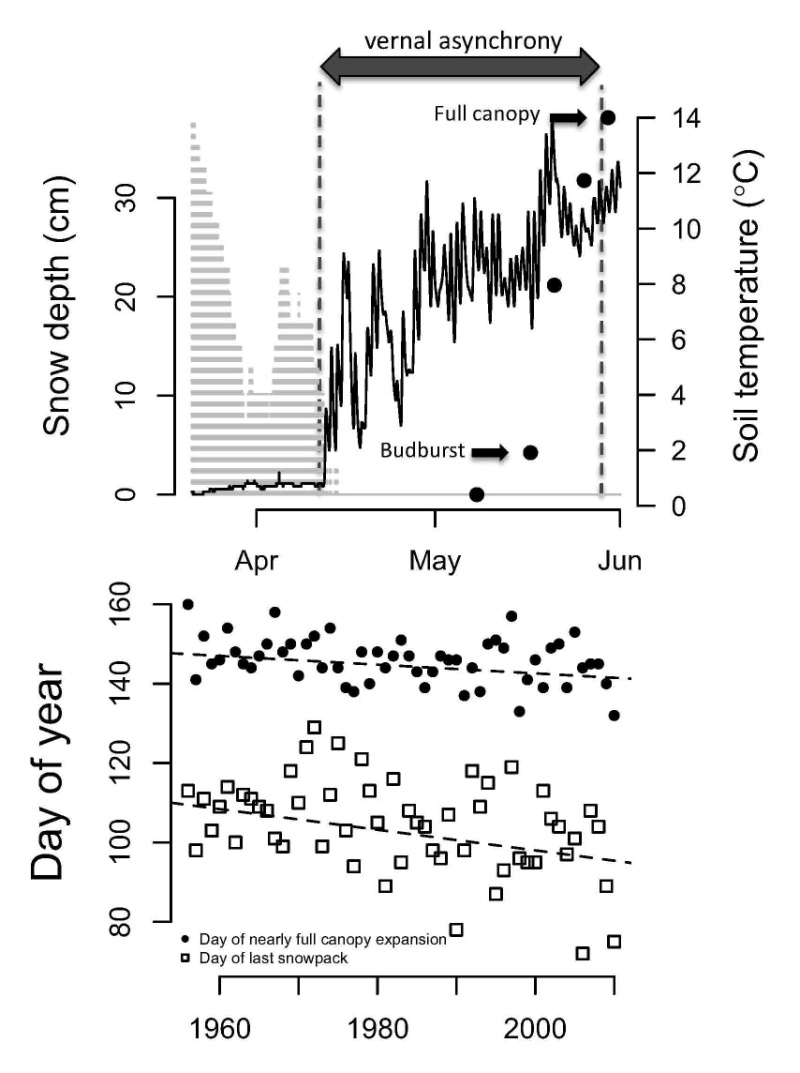 vernal asynchrony
Full canopy
Budburst
Snow depth (cm)
0 10 20 30
Soil temperature (°C)
14
12
10
8
6
4
2
0
Apr May Jun
Day of year
160
140
120
100
80
Day of nearly full canopy expansion
Day of last snowpack
1960 1980 2000